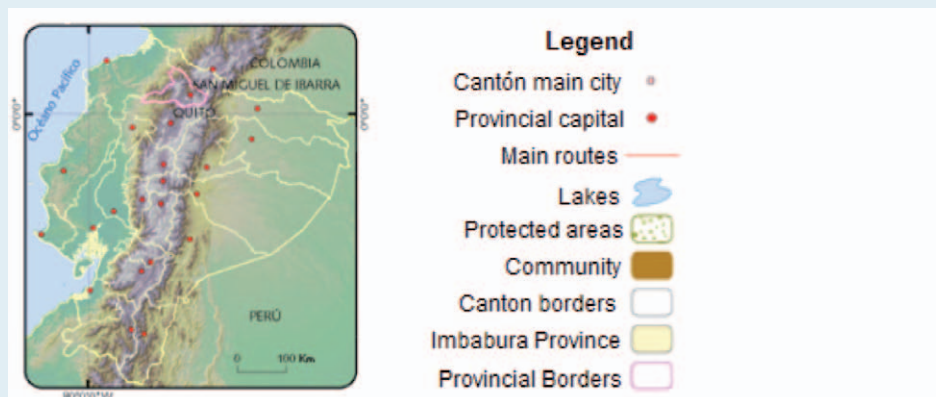 COLOMBIA
SAN MIGUEL DE IBARRA
QUITO
Océano Pacífico
0°0'0"
0°0'0"
PERÚ
0 100 Km
Legend
Cantón main city
Provincial capital
Main routes
Lakes
Protected areas
Community
Canton borders
Imbabura Province
Provincial Borders